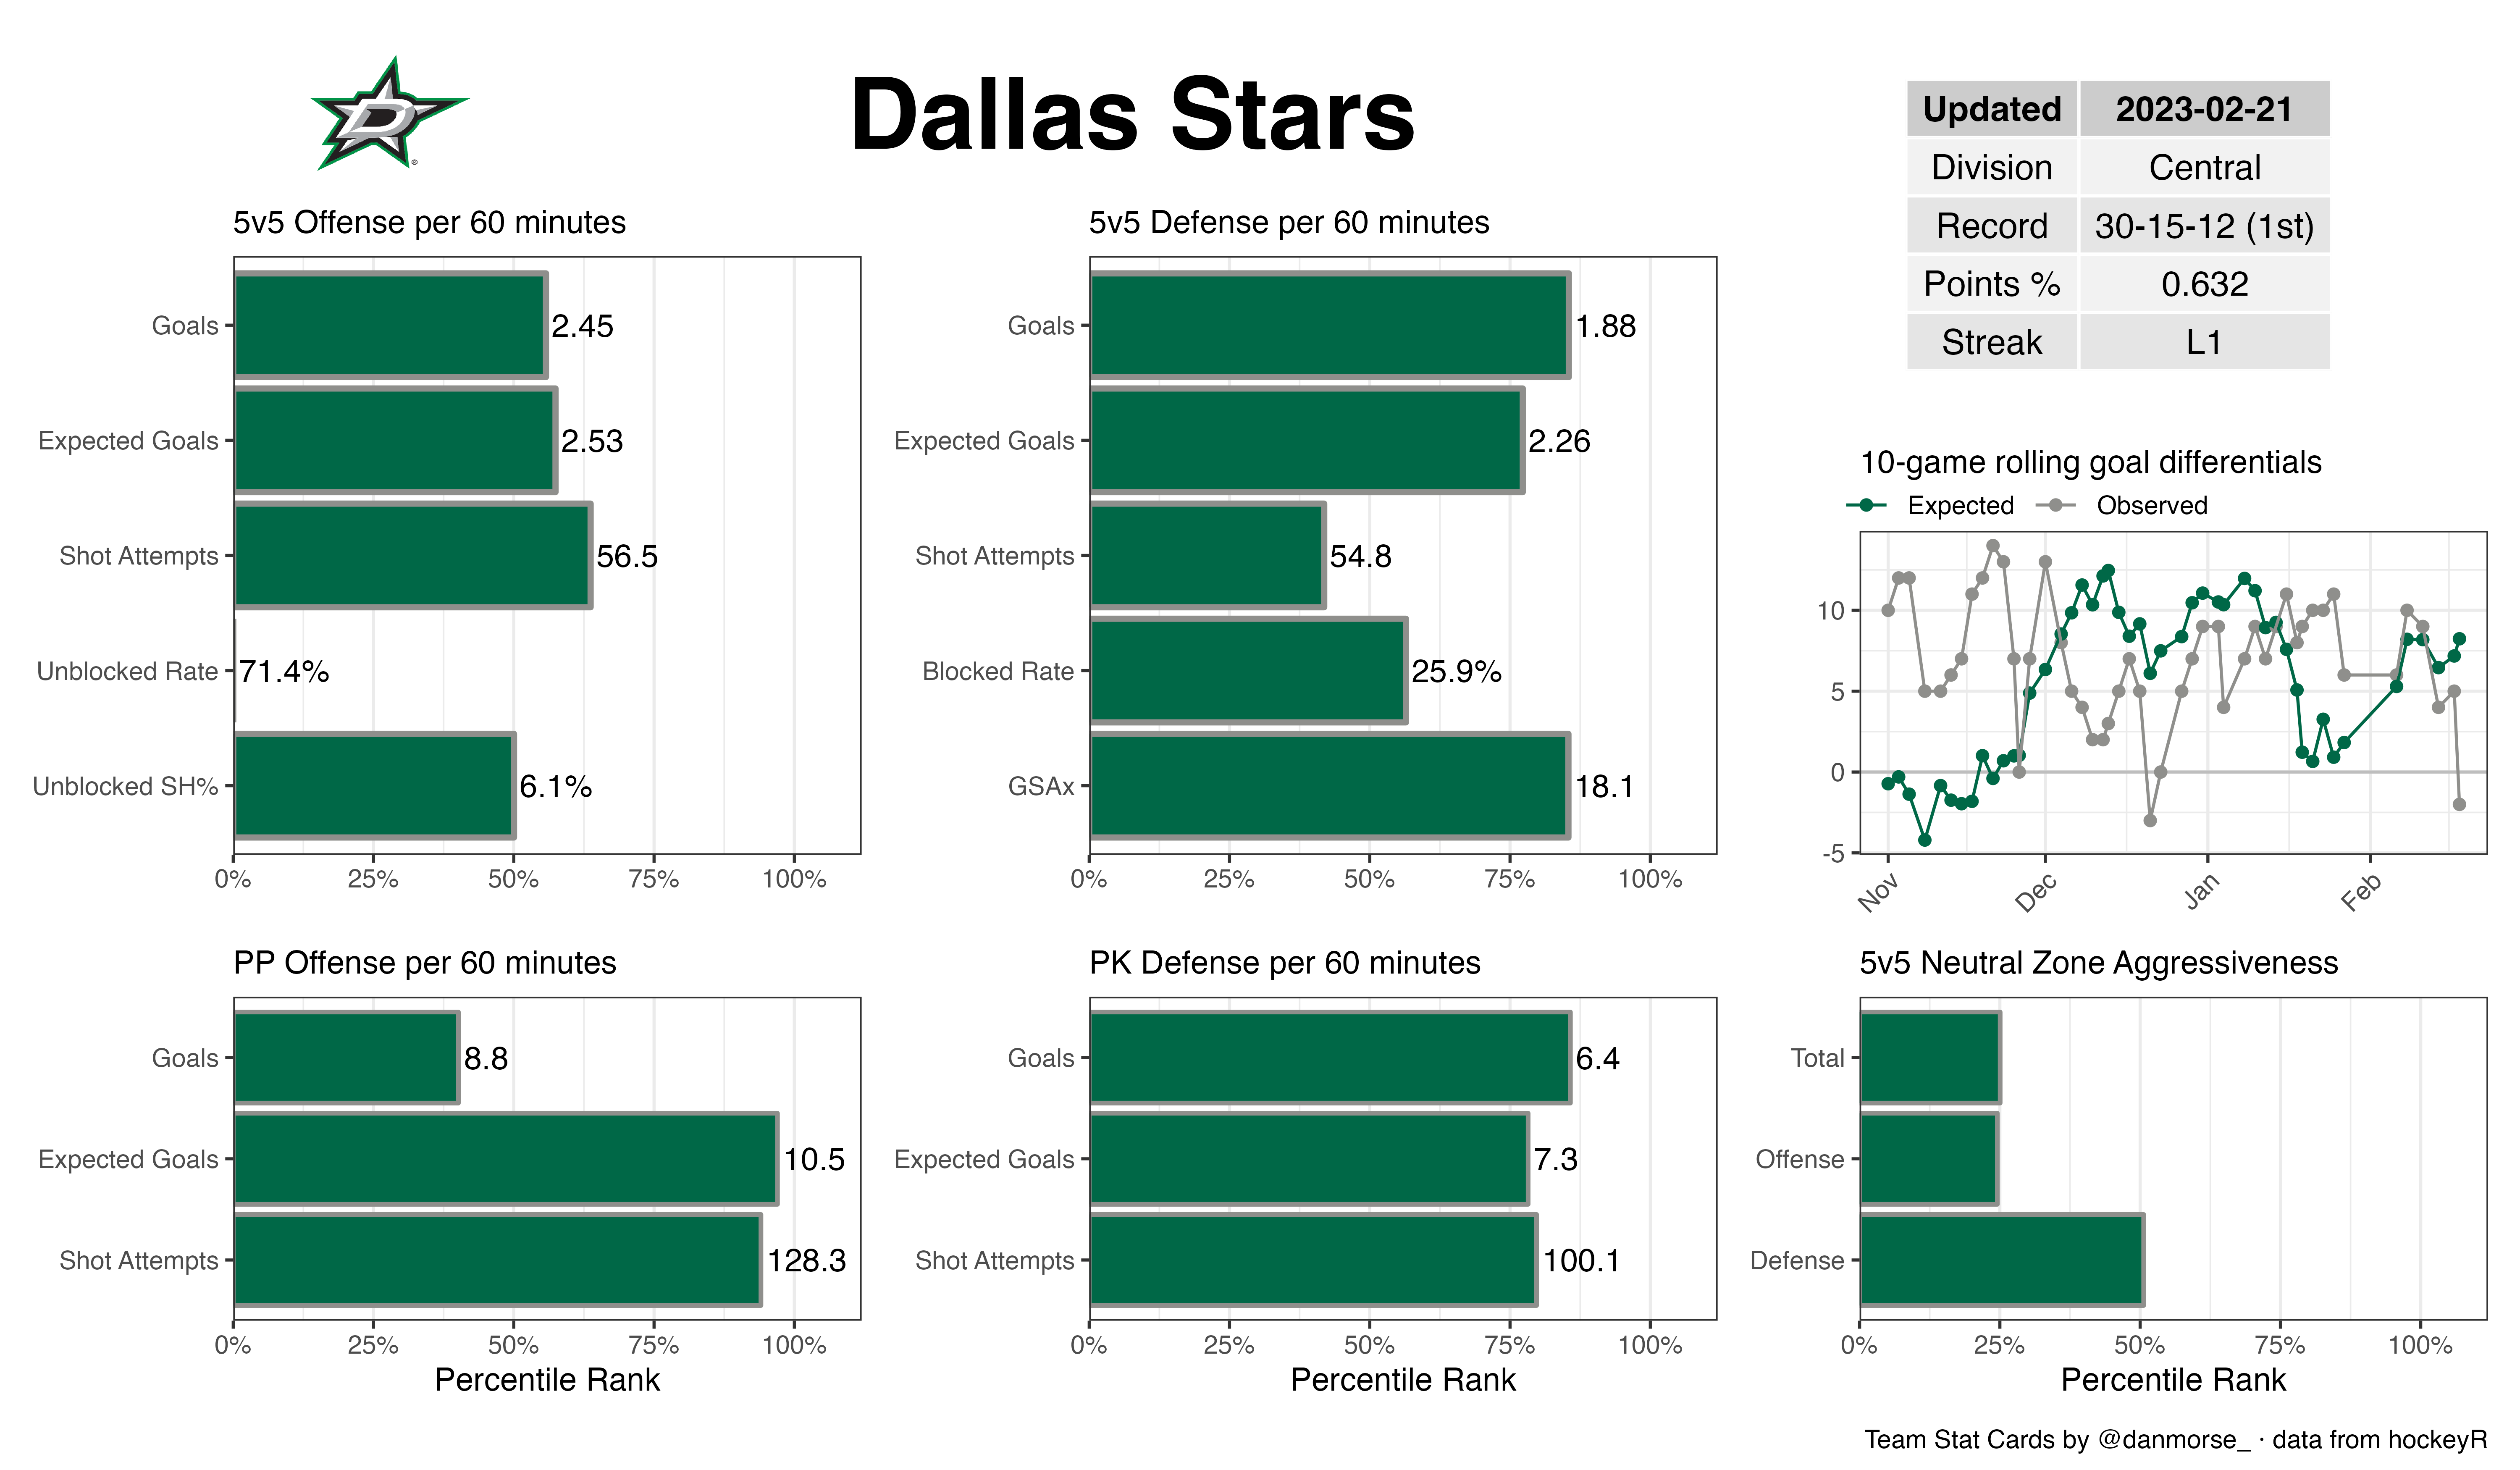 Dallas Stars
Updated 2023-02-21
Division Central
Record 30-15-12 (1st)
Points % 0.632
Streak L1
5v5 Offense per 60 minutes
Goals 2.45
Expected Goals 2.53
Shot Attempts 56.5
Unblocked Rate 71.4%
Unblocked SH% 6.1%
0% 25% 50% 75% 100%
5v5 Defense per 60 minutes
Goals 1.88
Expected Goals 2.26
Shot Attempts 54.8
Blocked Rate 25.9%
GSAx 18.1
0% 25% 50% 75% 100%
10-game rolling goal differentials
Expected Observed
10
5
0
-5
Nov Dec Jan Feb
PP Offense per 60 minutes
Goals 8.8
Expected Goals 10.5
Shot Attempts 128.3
0% 25% 50% 75% 100%
Percentile Rank
PK Defense per 60 minutes
Goals 6.4
Expected Goals 7.3
Shot Attempts 100.1
0% 25% 50% 75% 100%
Percentile Rank
5v5 Neutral Zone Aggressiveness
Total
Offense
Defense
0% 25% 50% 75% 100%
Percentile Rank
Team Stat Cards by @danmorse_ · data from hockeyR